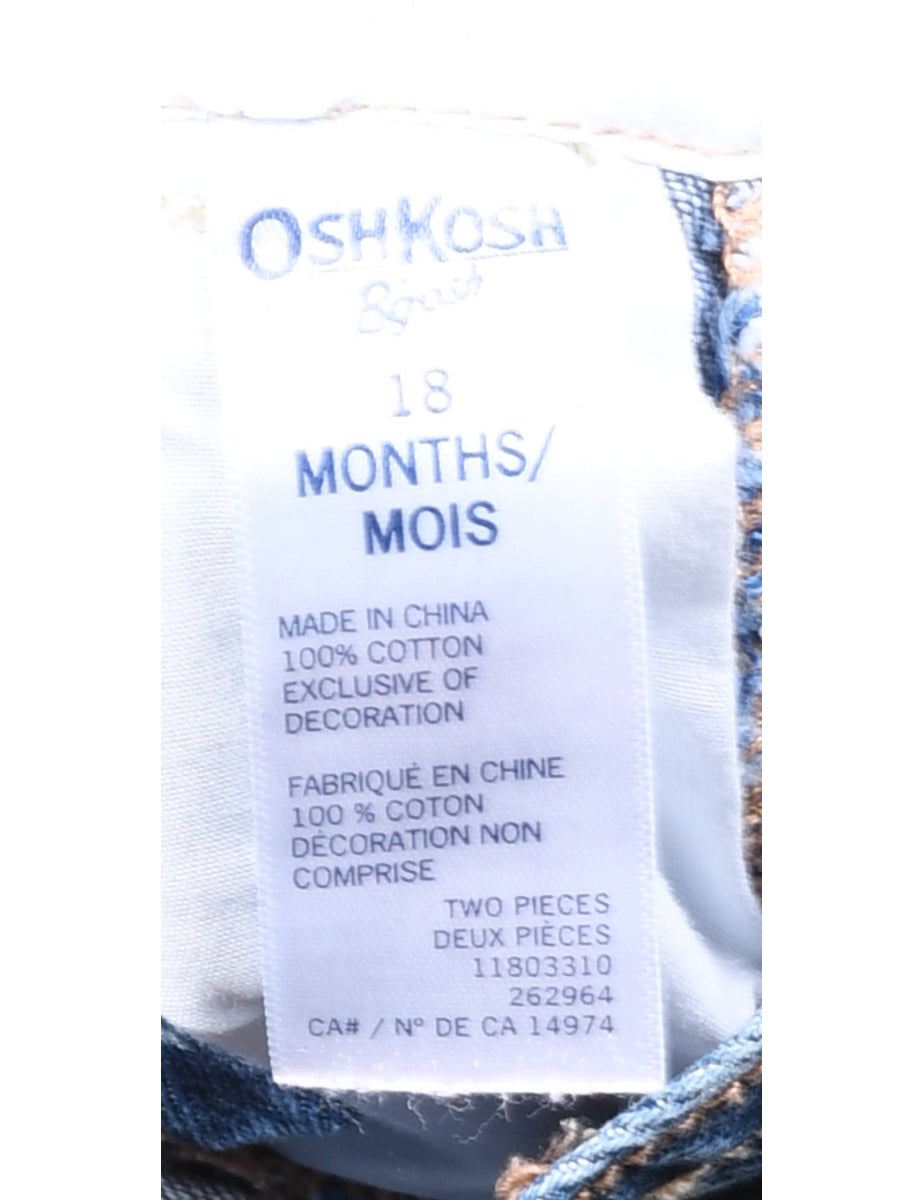 OSHKOSH
B'gosh
18
MONTHS/
MOIS
MADE IN CHINA
100% COTTON
EXCLUSIVE OF
DECORATION
FABRIQUÉ EN CHINE
100 % COTON
DÉCORATION NON
COMPRISE
TWO PIECES
DEUX PIÈCES
11803310
262964
CA# / Nº DE CA 14974